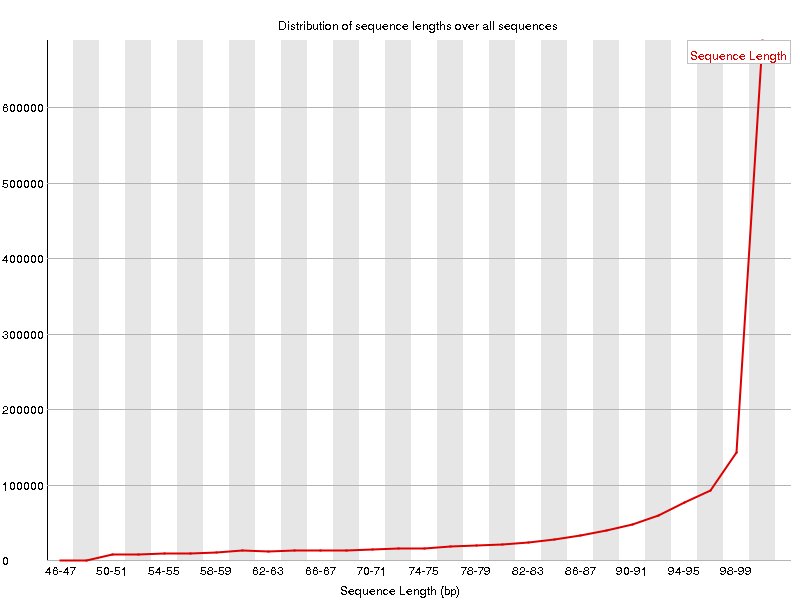 Distribution of sequence lengths over all sequences
Sequence Length
600000
500000
400000
300000
200000
100000
0
46-47 50-51 54-55 58-59 62-63 66-67 70-71 74-75 78-79 82-83 86-87 90-91 94-95 98-99
Sequence Length (bp)